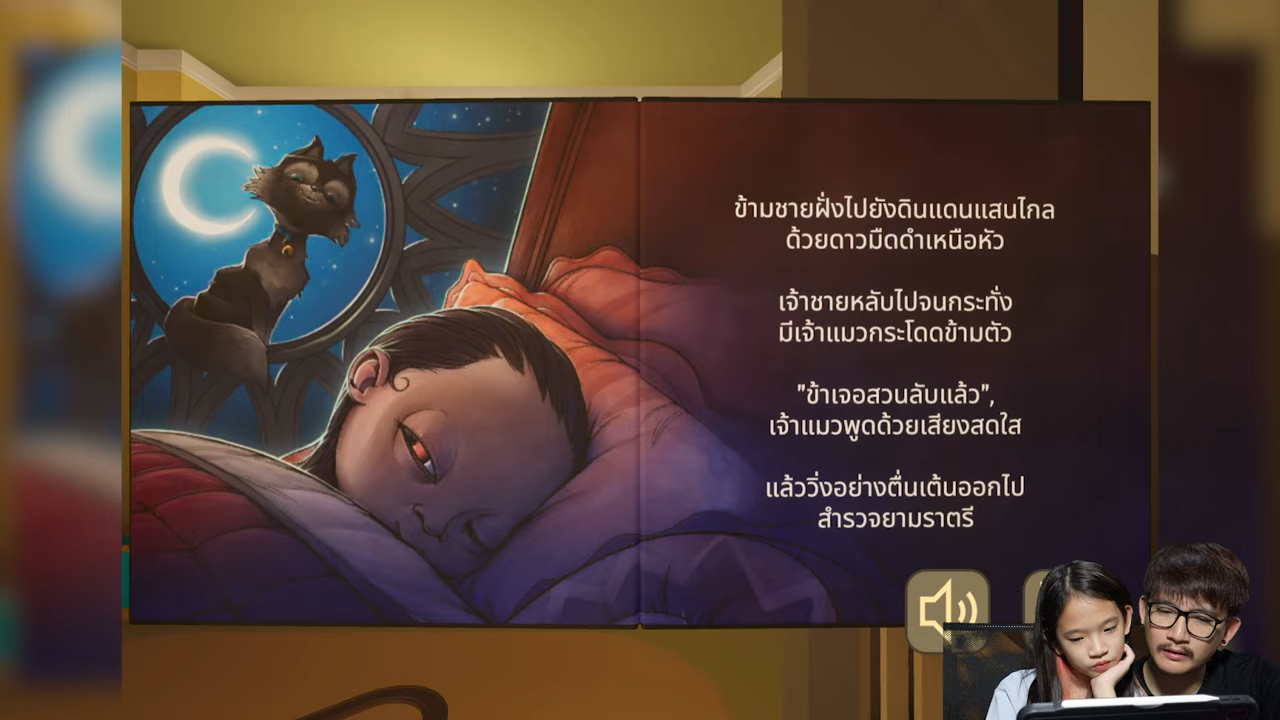 ข้ามชายฝั่งไปยังดินแดนแสนไกล
ด้วยดาวมืดดำเหนือหัว
เจ้าชายหลับไปจนกระทั่ง
มีเจ้าแมวกระโดดข้ามตัว
"ข้าเจอสวนลับแล้ว",
เจ้าแมวพูดด้วยเสียงสดใส
แล้ววิ่งอย่างตื่นเต้นออกไป
สำรวจยามราตรี